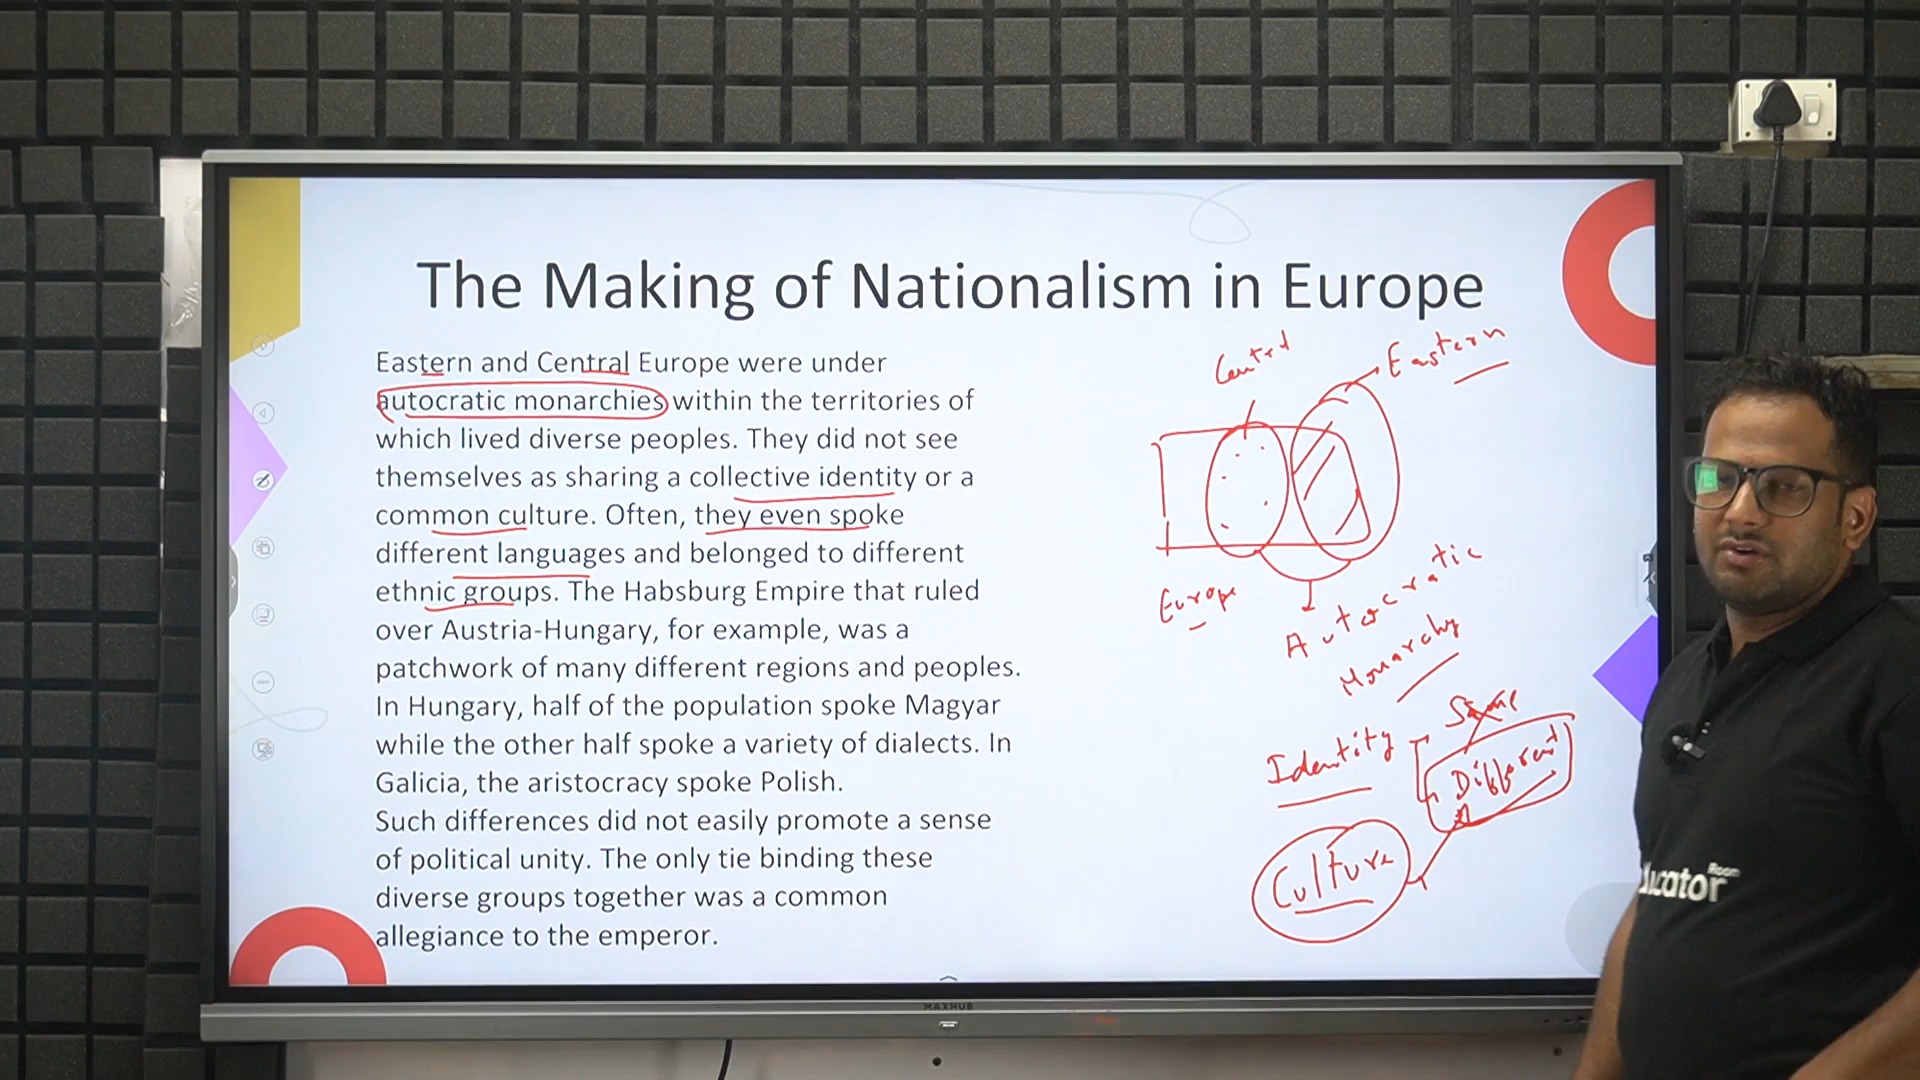 The Making of Nationalism in Europe
Eastern and Central Europe were under
autocratic monarchies within the territories of
which lived diverse peoples. They did not see
themselves as sharing a collective identity or a
common culture. Often, they even spoke
different languages and belonged to different
ethnic groups. The Habsburg Empire that ruled
over Austria-Hungary, for example, was a
patchwork of many different regions and peoples.
In Hungary, half of the population spoke Magyar
while the other half spoke a variety of dialects. In
Galicia, the aristocracy spoke Polish.
Such differences did not easily promote a sense
of political unity. The only tie binding these
diverse groups together was a common
allegiance to the emperor.
Central
Eastern
Europe
Autocratic
Monarchy
Identity
Same
Different
Culture
MAXHUB
ducator
Room